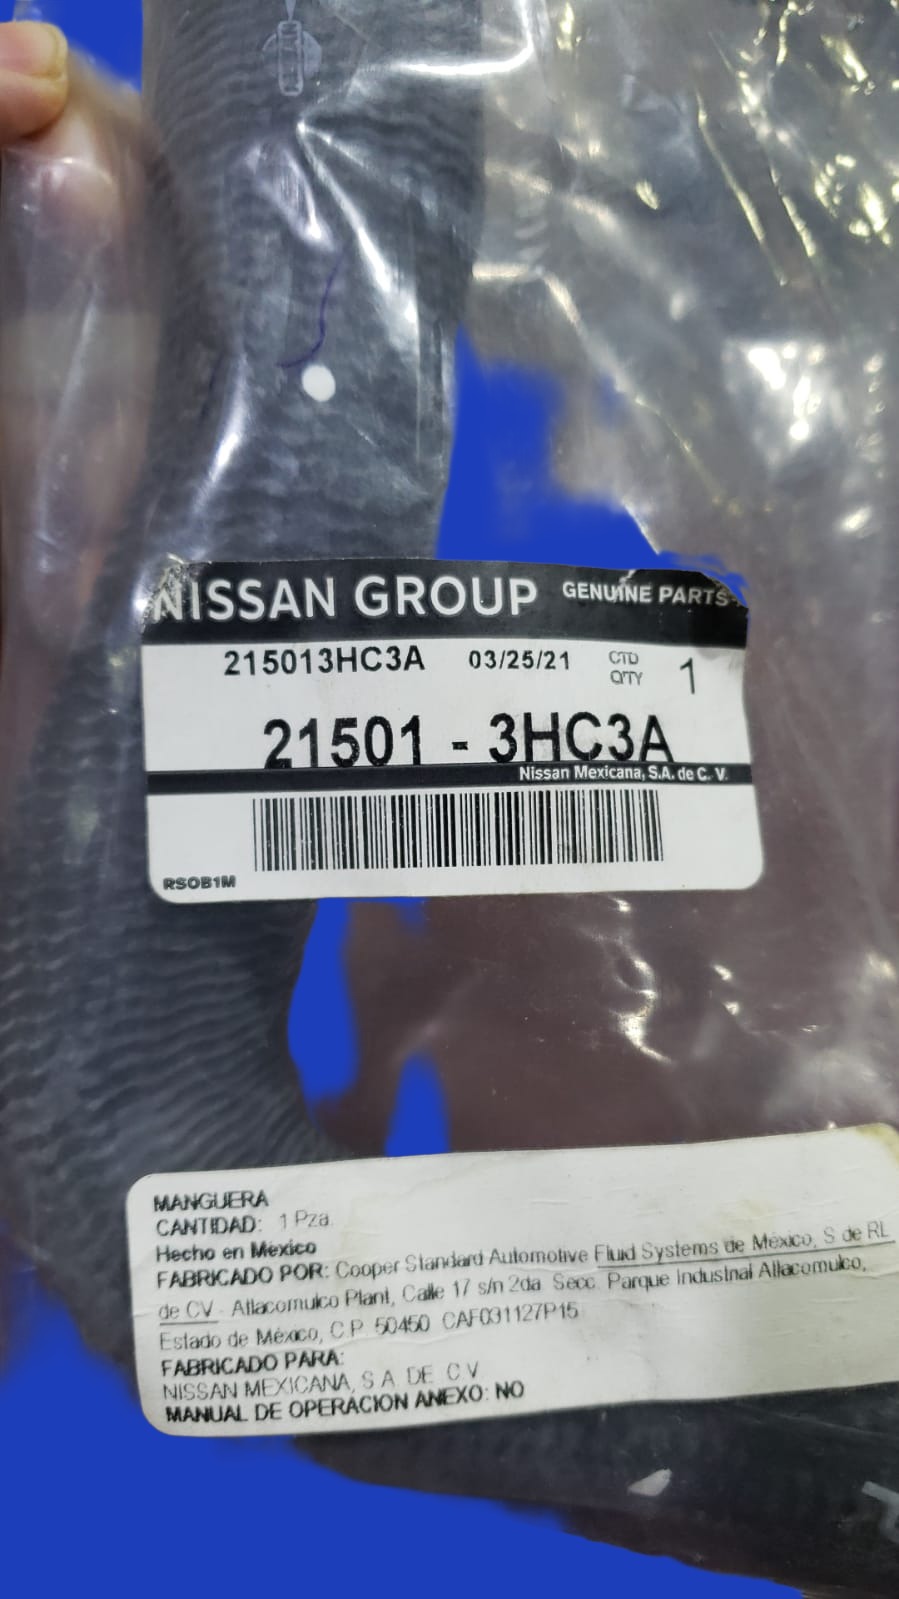 NISSAN GROUP GENUINE PARTS
215013HC3A 03/25/21 CTD QTY 1
21501 - 3HC3A
Nissan Mexicana, S.A. de C. V.
RSOB1M
MANGUERA
CANTIDAD: 1 Pza.
Hecho en México
FABRICADO POR: Cooper Standard Automotive Fluid Systems de México, S de RL
de CV - Atlacomulco Plant, Calle 17 s/n 2da Secc. Parque Industrial Atlacomulco,
Estado de México, C.P. 50450 CAF031127P15
FABRICADO PARA:
NISSAN MEXICANA, S A DE C V
MANUAL DE OPERACION ANEXO: NO